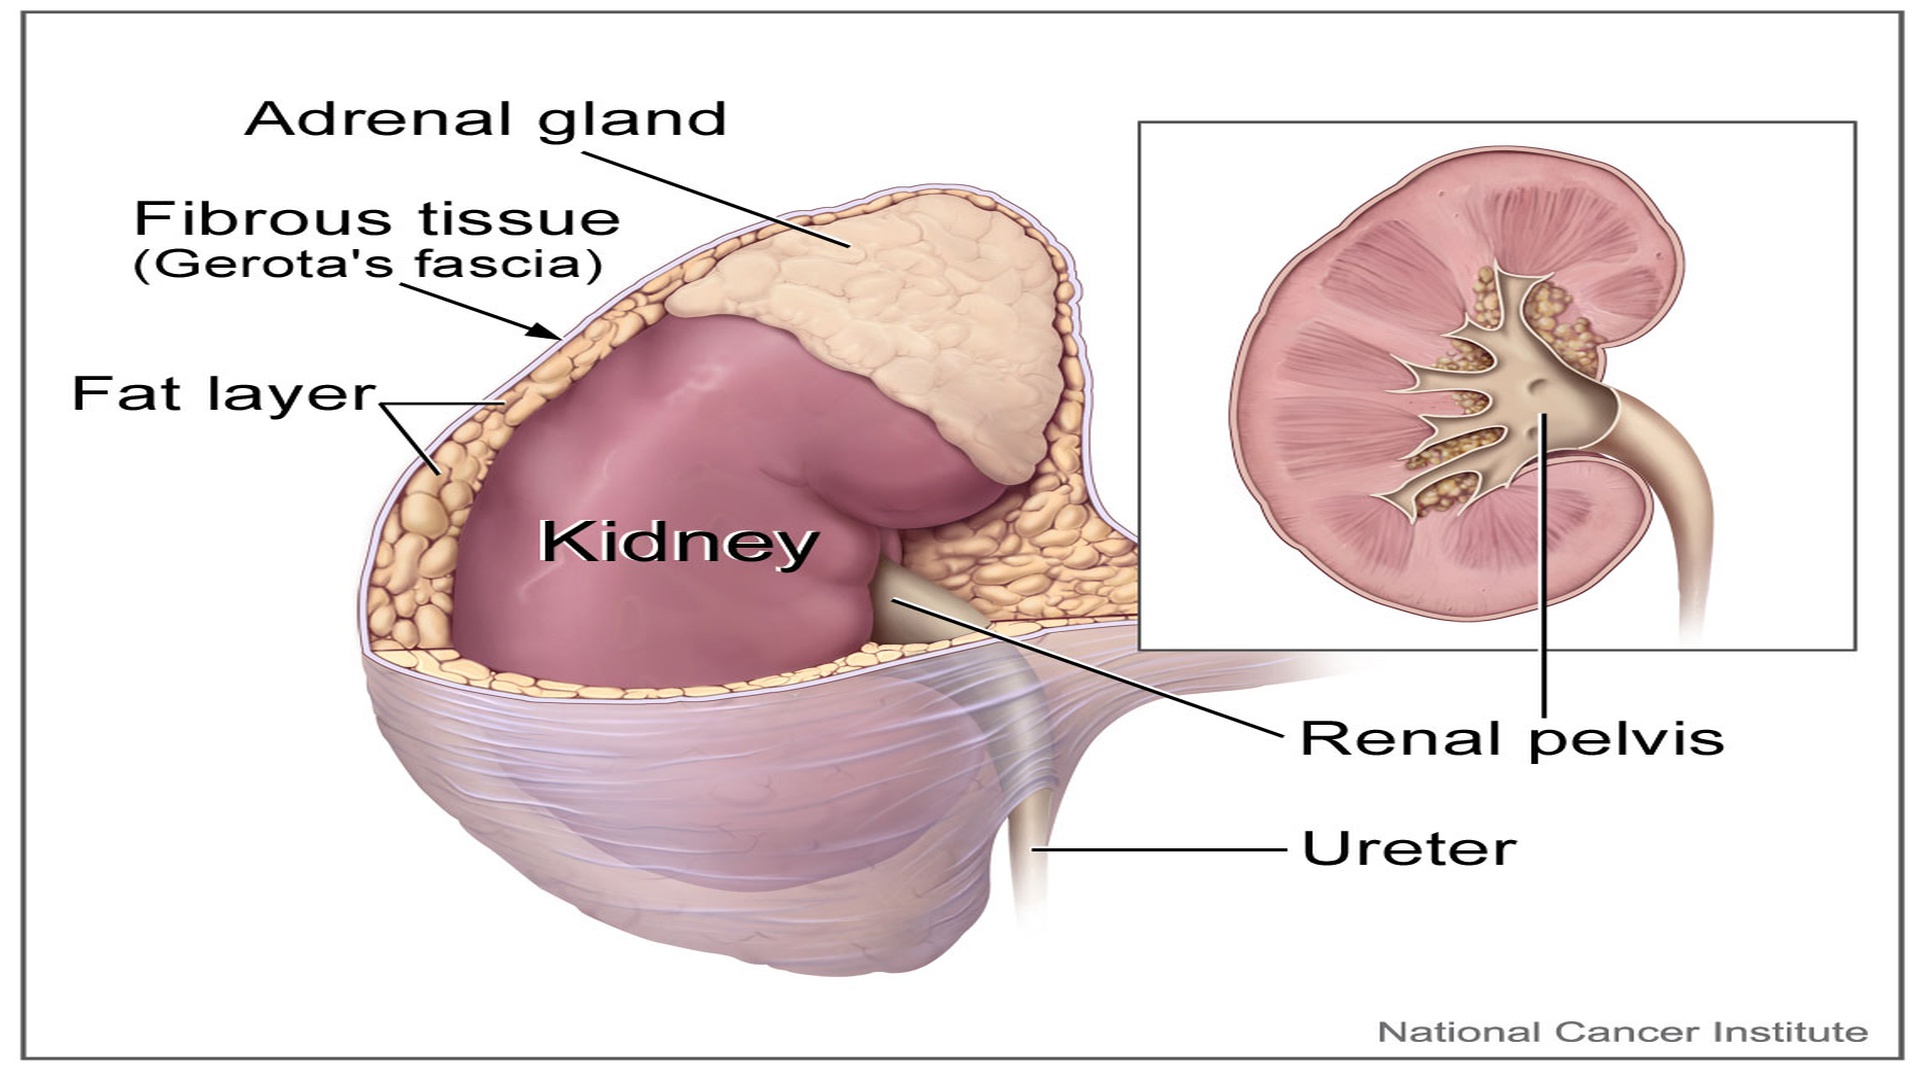 Adrenal gland
Fibrous tissue
(Gerota's fascia)
Fat layer
Kidney
Renal pelvis
Ureter
National Cancer Institute